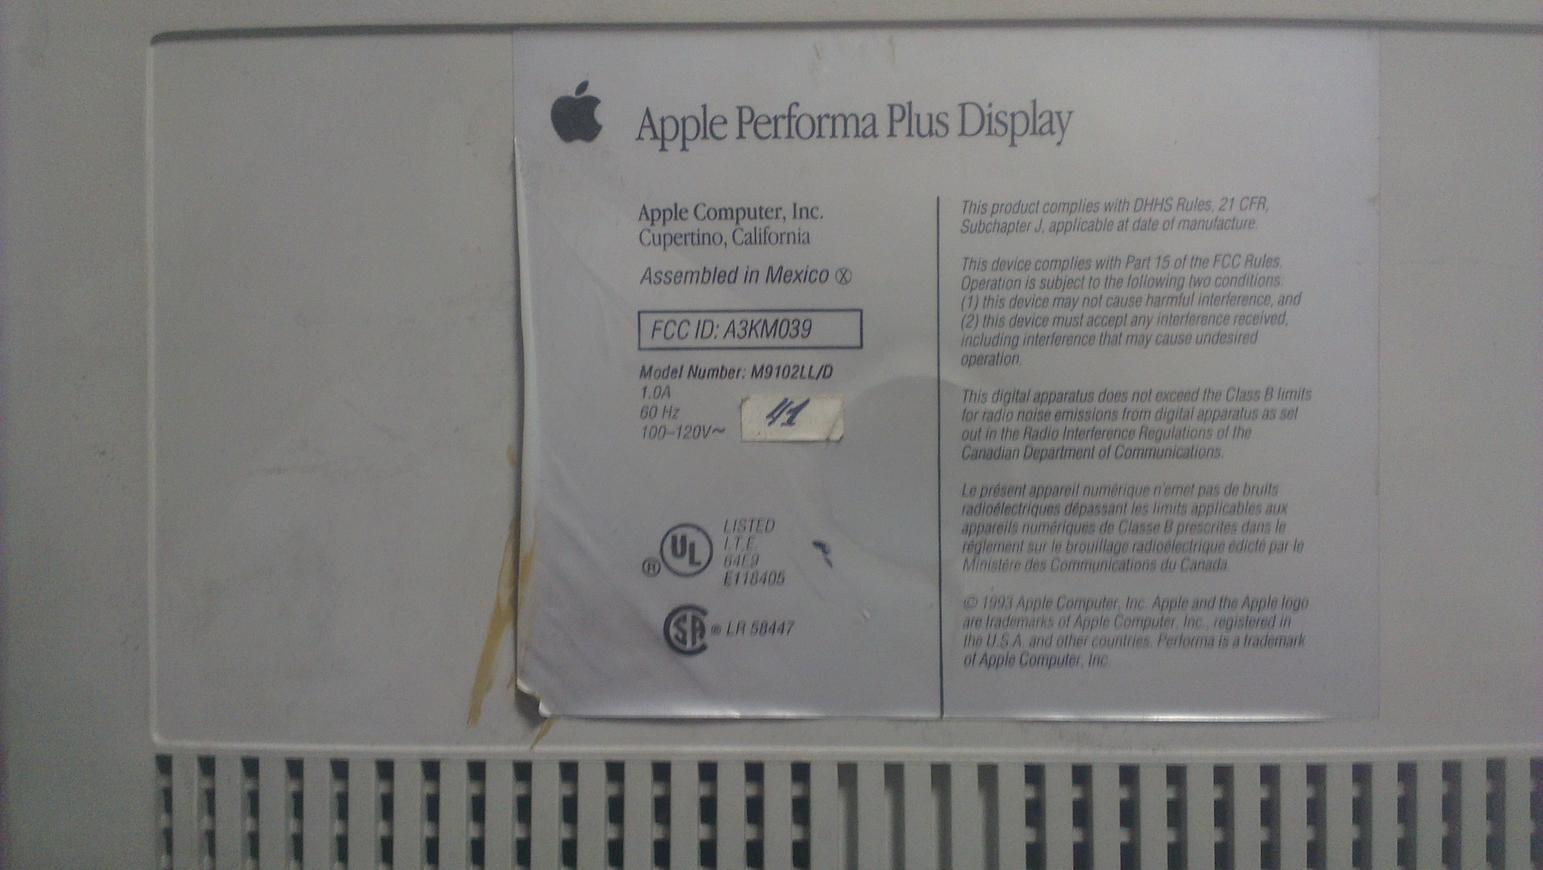 Apple Performa Plus Display
Apple Computer, Inc.
Cupertino, California
Assembled in Mexico Ⓧ
FCC ID: A3KM039
Model Number: M9102LL/D
1.0A
60 Hz
100–120V~
41
UL
®
LISTED
I.T.E.
64E9
E118405
SA ® LR 58447
This product complies with DHHS Rules, 21 CFR,
Subchapter J, applicable at date of manufacture.
This device complies with Part 15 of the FCC Rules.
Operation is subject to the following two conditions:
(1) this device may not cause harmful interference, and
(2) this device must accept any interference received,
including interference that may cause undesired
operation.
This digital apparatus does not exceed the Class B limits
for radio noise emissions from digital apparatus as set
out in the Radio Interference Regulations of the
Canadian Department of Communications.
Le présent appareil numérique n'emet pas de bruits
radioélectriques dépassant les limits applicables aux
appareils numériques de Classe B prescrites dans le
réglement sur le brouillage radioélectrique édicté par le
Ministére des Communications du Canada.
© 1993 Apple Computer, Inc. Apple and the Apple logo
are trademarks of Apple Computer, Inc., registered in
the U.S.A. and other countries. Performa is a trademark
of Apple Computer, Inc.